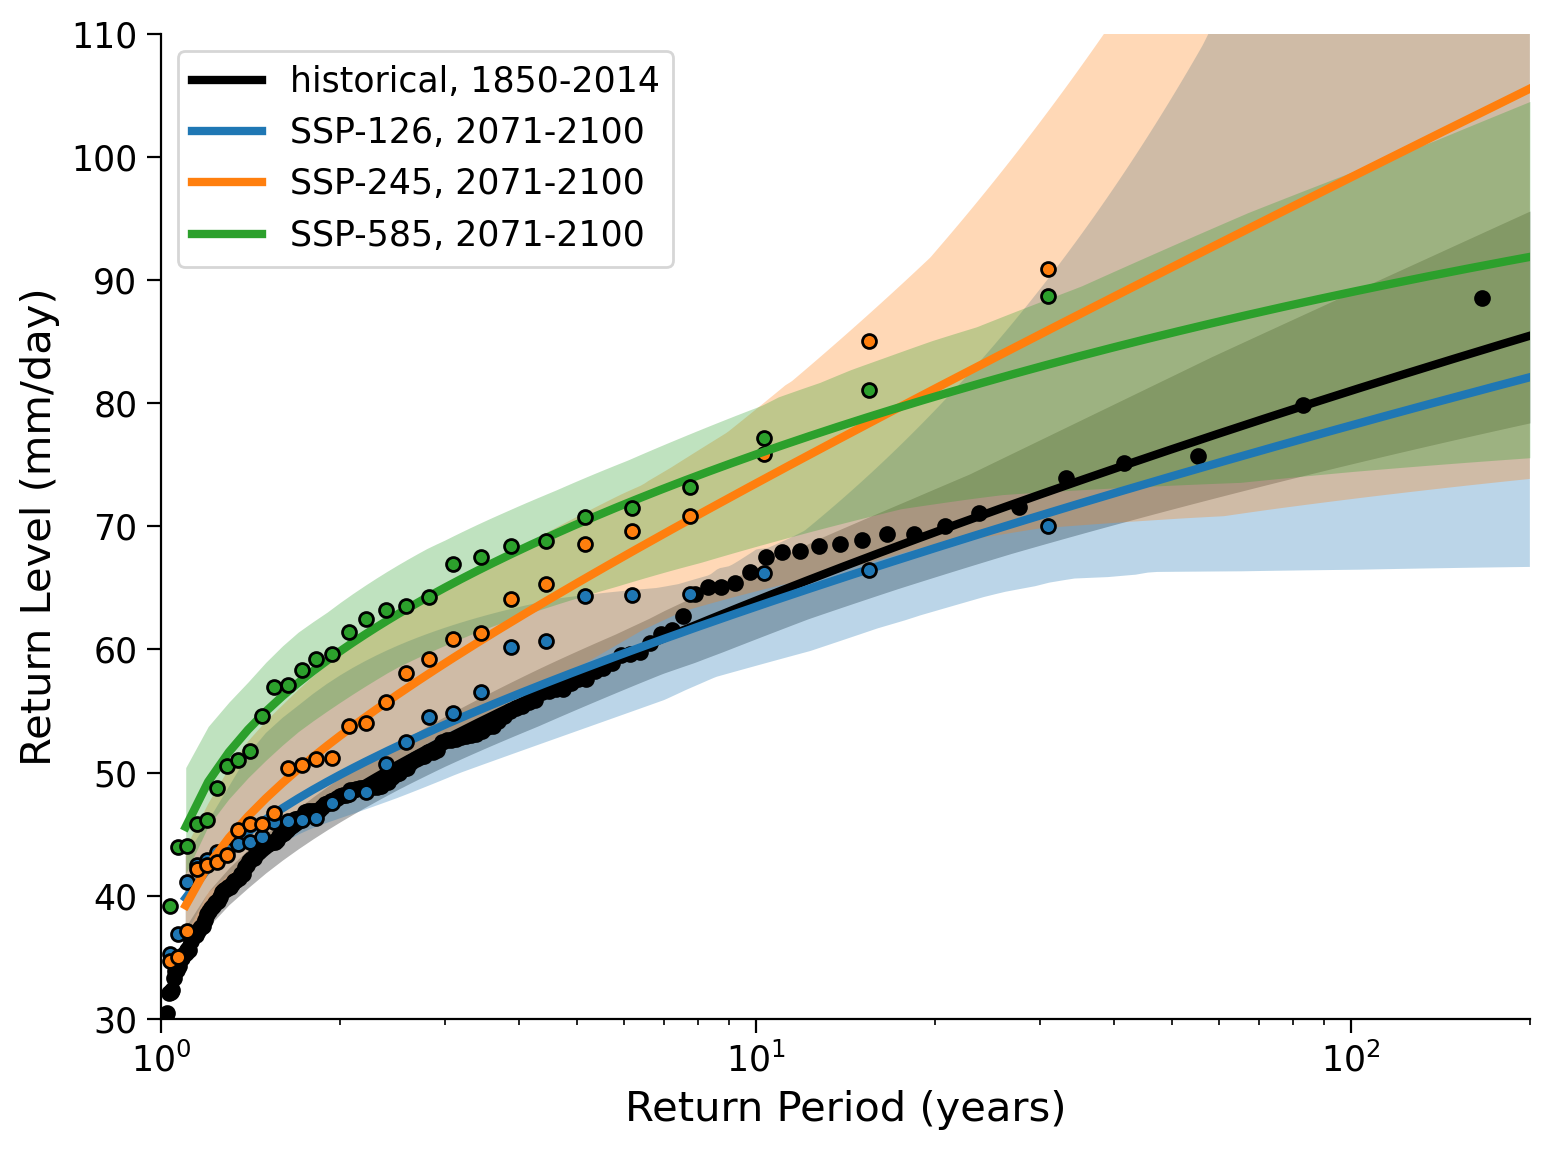 110
100
90
80
70
60
50
40
30
Return Level (mm/day)
historical, 1850-2014
SSP-126, 2071-2100
SSP-245, 2071-2100
SSP-585, 2071-2100
10⁰ 10¹ 10²
Return Period (years)